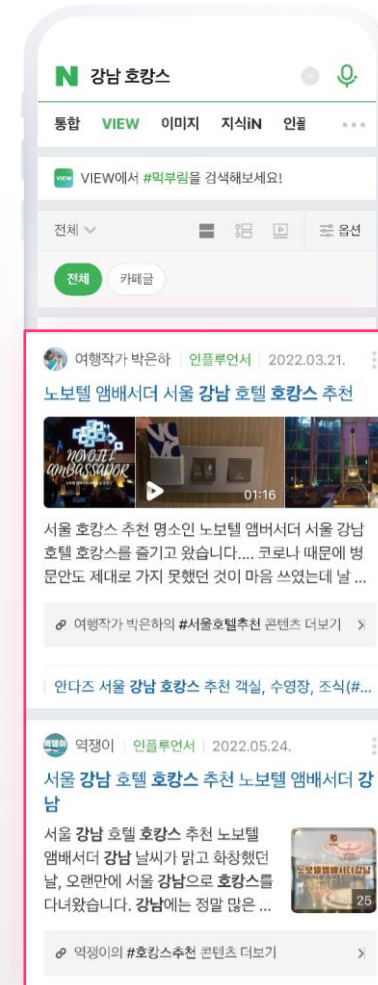 N 강남 호캉스
통합 VIEW 이미지 지식iN 인플
VIEW VIEW에서 #먹부림을 검색해보세요!
전체 옵션
전체 카페글
여행작가 박은하 인플루언서 2022.03.21.
노보텔 앰배서더 서울 강남 호텔 호캉스 추천
NOVOTEL
AMBASSADOR
01:16
서울 호캉스 추천 명소인 노보텔 앰버서더 서울 강남
호텔 호캉스를 즐기고 왔습니다.... 코로나 때문에 병
문안도 제대로 가지 못했던 것이 마음 쓰였는데 날 ...
여행작가 박은하의 #서울호텔추천 콘텐츠 더보기
안다즈 서울 강남 호캉스 추천 객실, 수영장, 조식(#...
역쟁이 인플루언서 2022.05.24.
서울 강남 호텔 호캉스 추천 노보텔 앰배서더 강
남
서울 강남 호텔 호캉스 추천 노보텔
앰배서더 강남 날씨가 맑고 화창했던
날, 오랜만에 서울 강남으로 호캉스를
다녀왔습니다. 강남에는 정말 많은 ...
노보텔앰배서더강남
25
역쟁이의 #호캉스추천 콘텐츠 더보기